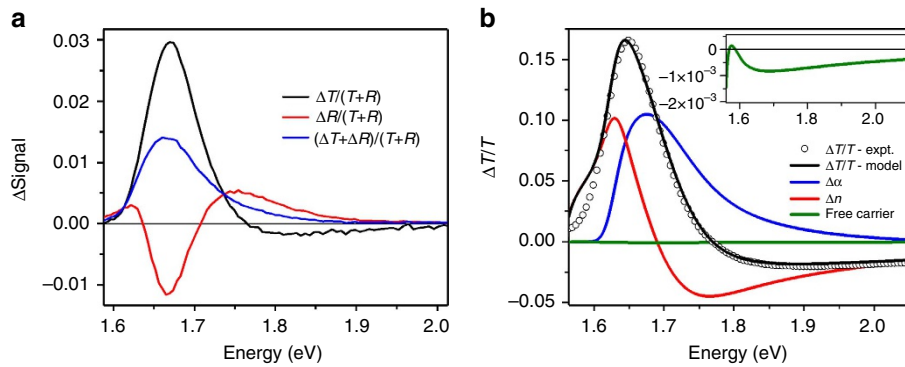 a
ΔSignal
0.03
0.02
0.01
0.00
−0.01
ΔT/(T+R)
ΔR/(T+R)
(ΔT+ΔR)/(T+R)
1.6 1.7 1.8 1.9 2.0
Energy (eV)
b
ΔT/T
0.15
0.10
0.05
0.00
−0.05
0
−1×10⁻³
−2×10⁻³
1.6 1.8 2.0
ΔT/T - expt.
ΔT/T - model
Δα
Δn
Free carrier
1.6 1.7 1.8 1.9 2.0
Energy (eV)